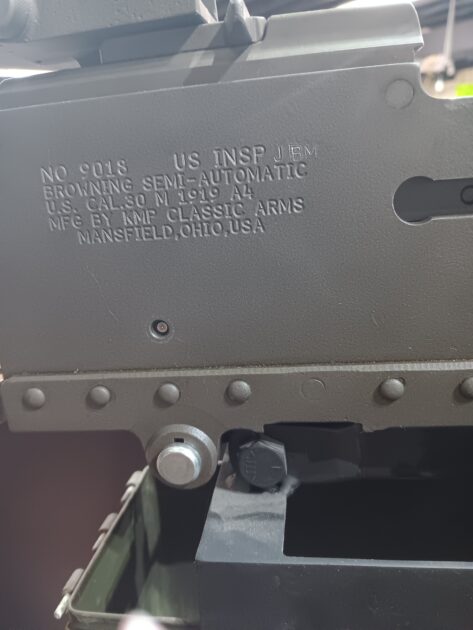 NO 9018 US INSP JBM
BROWNING SEMI-AUTOMATIC
U.S. CAL.30 M 1919 A4
MFG BY KMP CLASSIC ARMS
MANSFIELD,OHIO,USA